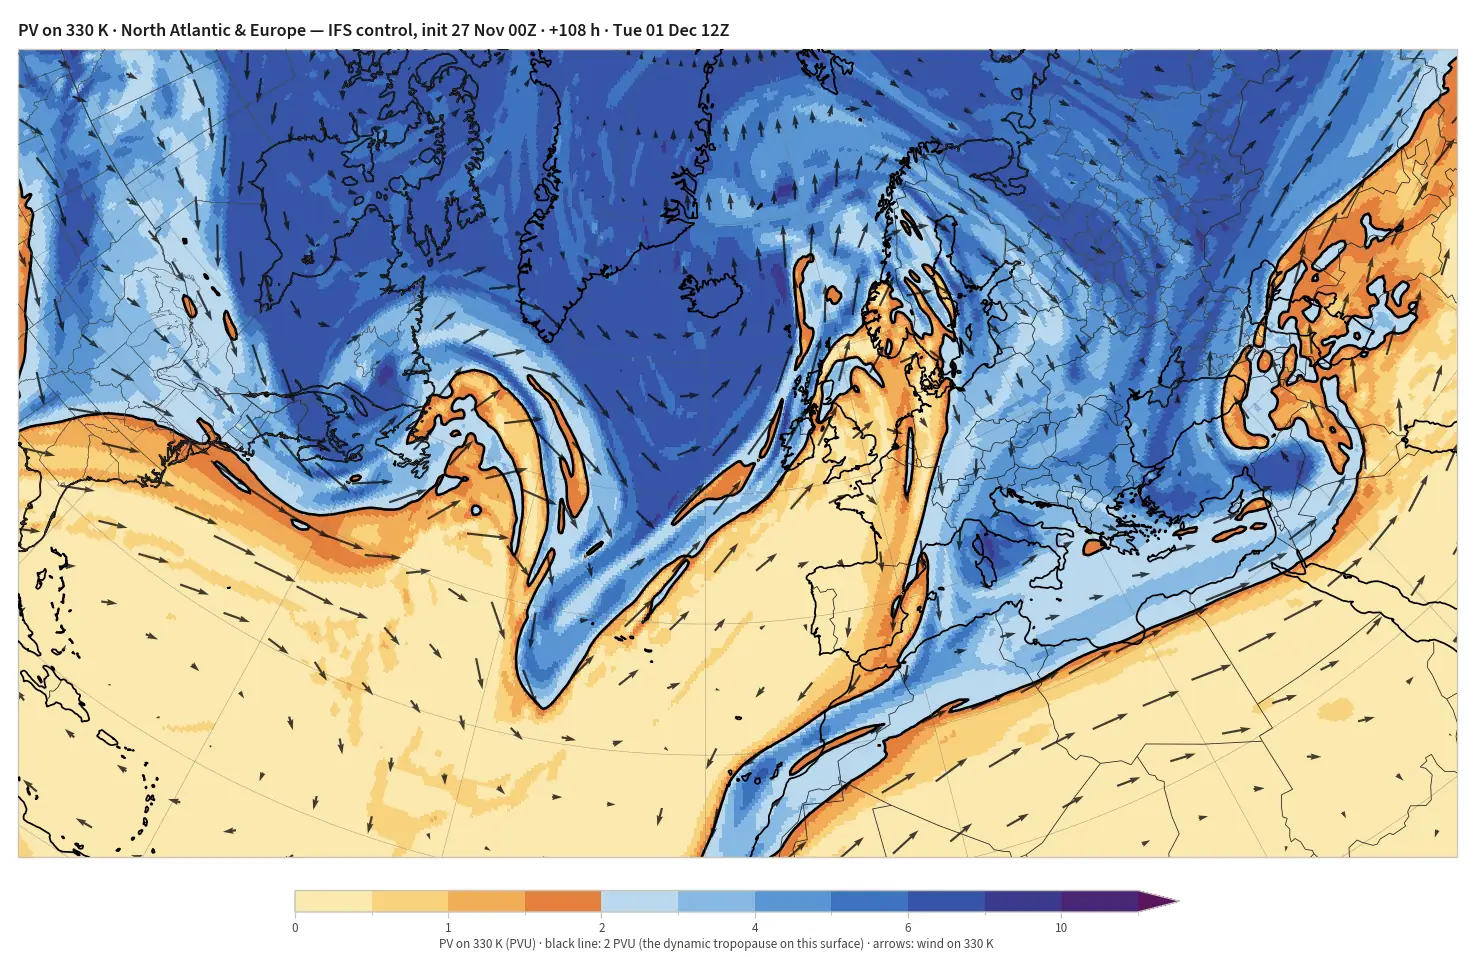 PV on 330 K · North Atlantic & Europe — IFS control, init 27 Nov 00Z · +108 h · Tue 01 Dec 12Z
0 1 2 4 6 10
PV on 330 K (PVU) · black line: 2 PVU (the dynamic tropopause on this surface) · arrows: wind on 330 K